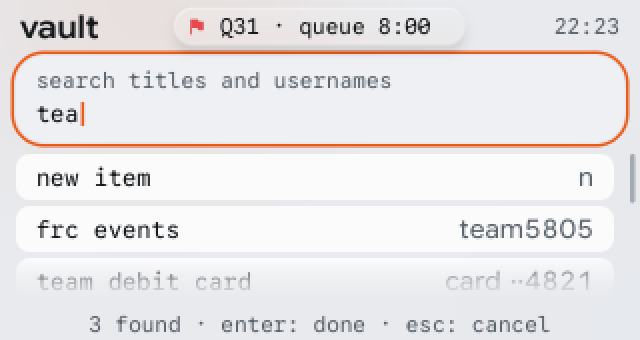 vault
Q31 · queue 8:00
22:23
search titles and usernames
tea
new item n
frc events team5805
team debit card card ··4821
3 found · enter: done · esc: cancel